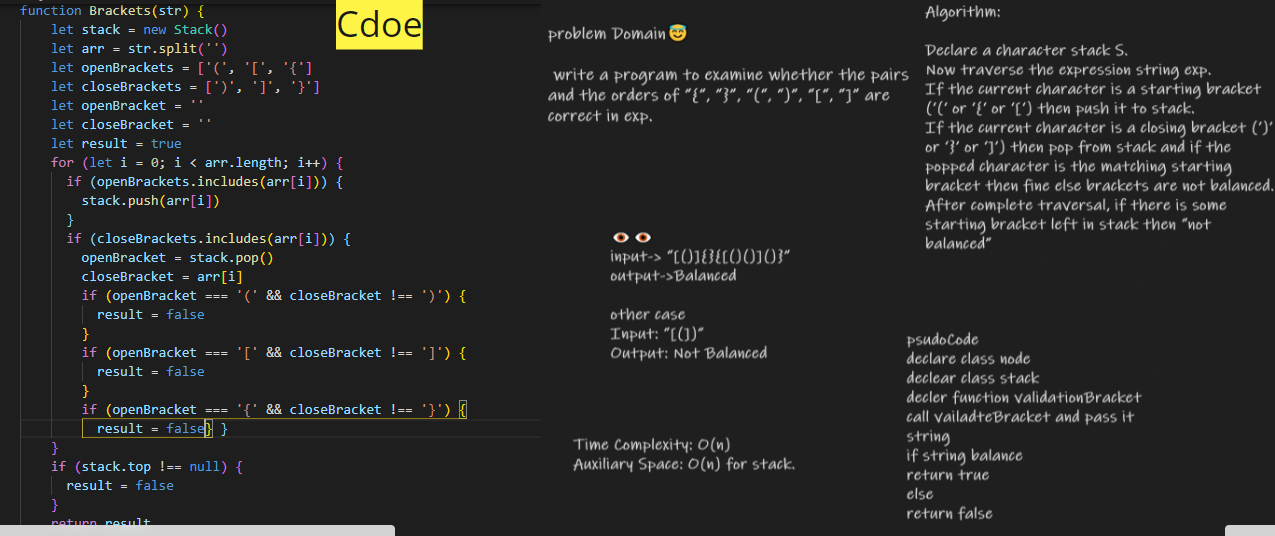 function Brackets(str) {
let stack = new Stack()
let arr = str.split('')
let openBrackets = ['(', '[', '{']
let closeBrackets = [')', ']', '}']
let openBracket = ''
let closeBracket = ''
let result = true
for (let i = 0; i < arr.length; i++) {
if (openBrackets.includes(arr[i])) {
stack.push(arr[i])
}
if (closeBrackets.includes(arr[i])) {
openBracket = stack.pop()
closeBracket = arr[i]
if (openBracket === '(' && closeBracket !== ')') {
result = false
}
if (openBracket === '[' && closeBracket !== ']') {
result = false
}
if (openBracket === '{' && closeBracket !== '}') {
result = false} }
}
if (stack.top !== null) {
result = false
}
return result
Cdoe
problem Domain😇
write a program to examine whether the pairs
and the orders of "{", "}", "(", ")", "[", "]" are
correct in exp.
👁👁
input-> "[()]{}{[()()]()}"
output->Balanced
other case
Input: "[(])"
Output: Not Balanced
Time Complexity: O(n)
Auxiliary Space: O(n) for stack.
Algorithm:
Declare a character stack S.
Now traverse the expression string exp.
If the current character is a starting bracket
('(' or '{' or '[') then push it to stack.
If the current character is a closing bracket (')'
or '}' or ']') then pop from stack and if the
popped character is the matching starting
bracket then fine else brackets are not balanced.
After complete traversal, if there is some
starting bracket left in stack then "not
balanced"
psudoCode
declare class node
declear class stack
decler function validationBracket
call vailadteBracket and pass it
string
if string balance
return true
else
return false